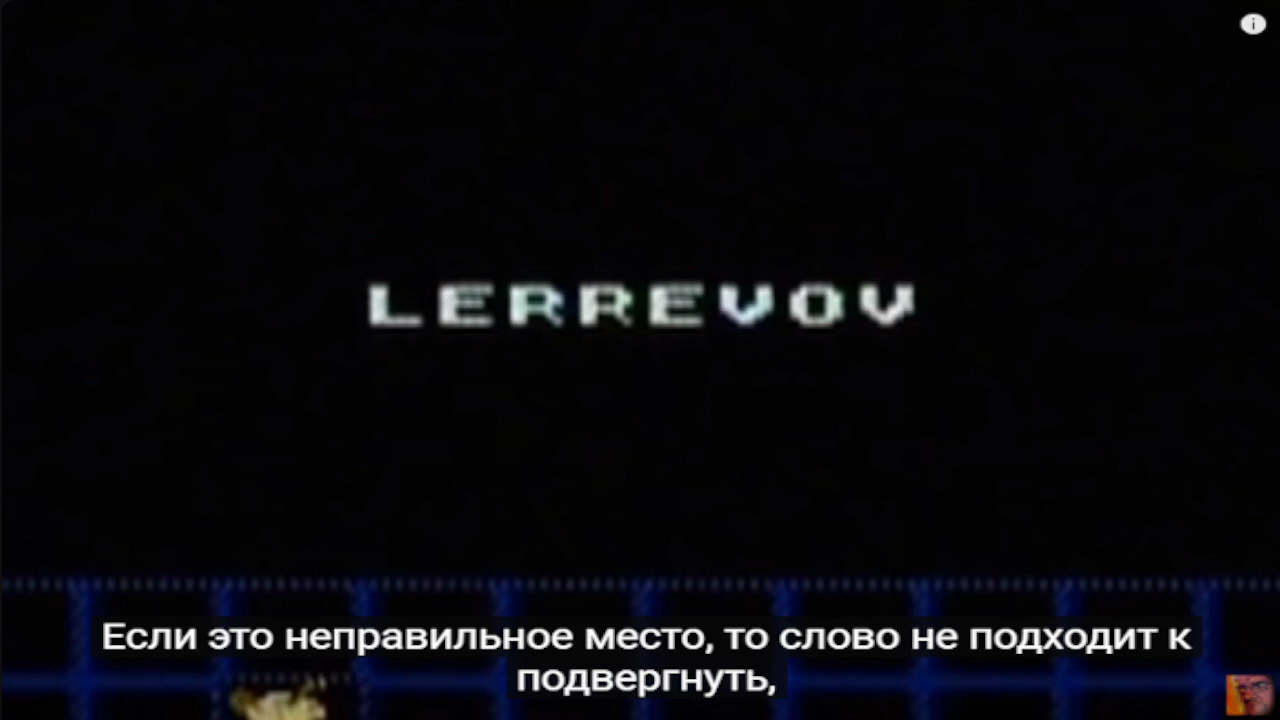 LERREVOV
Если это неправильное место, то слово не подходит к
подвергнуть,